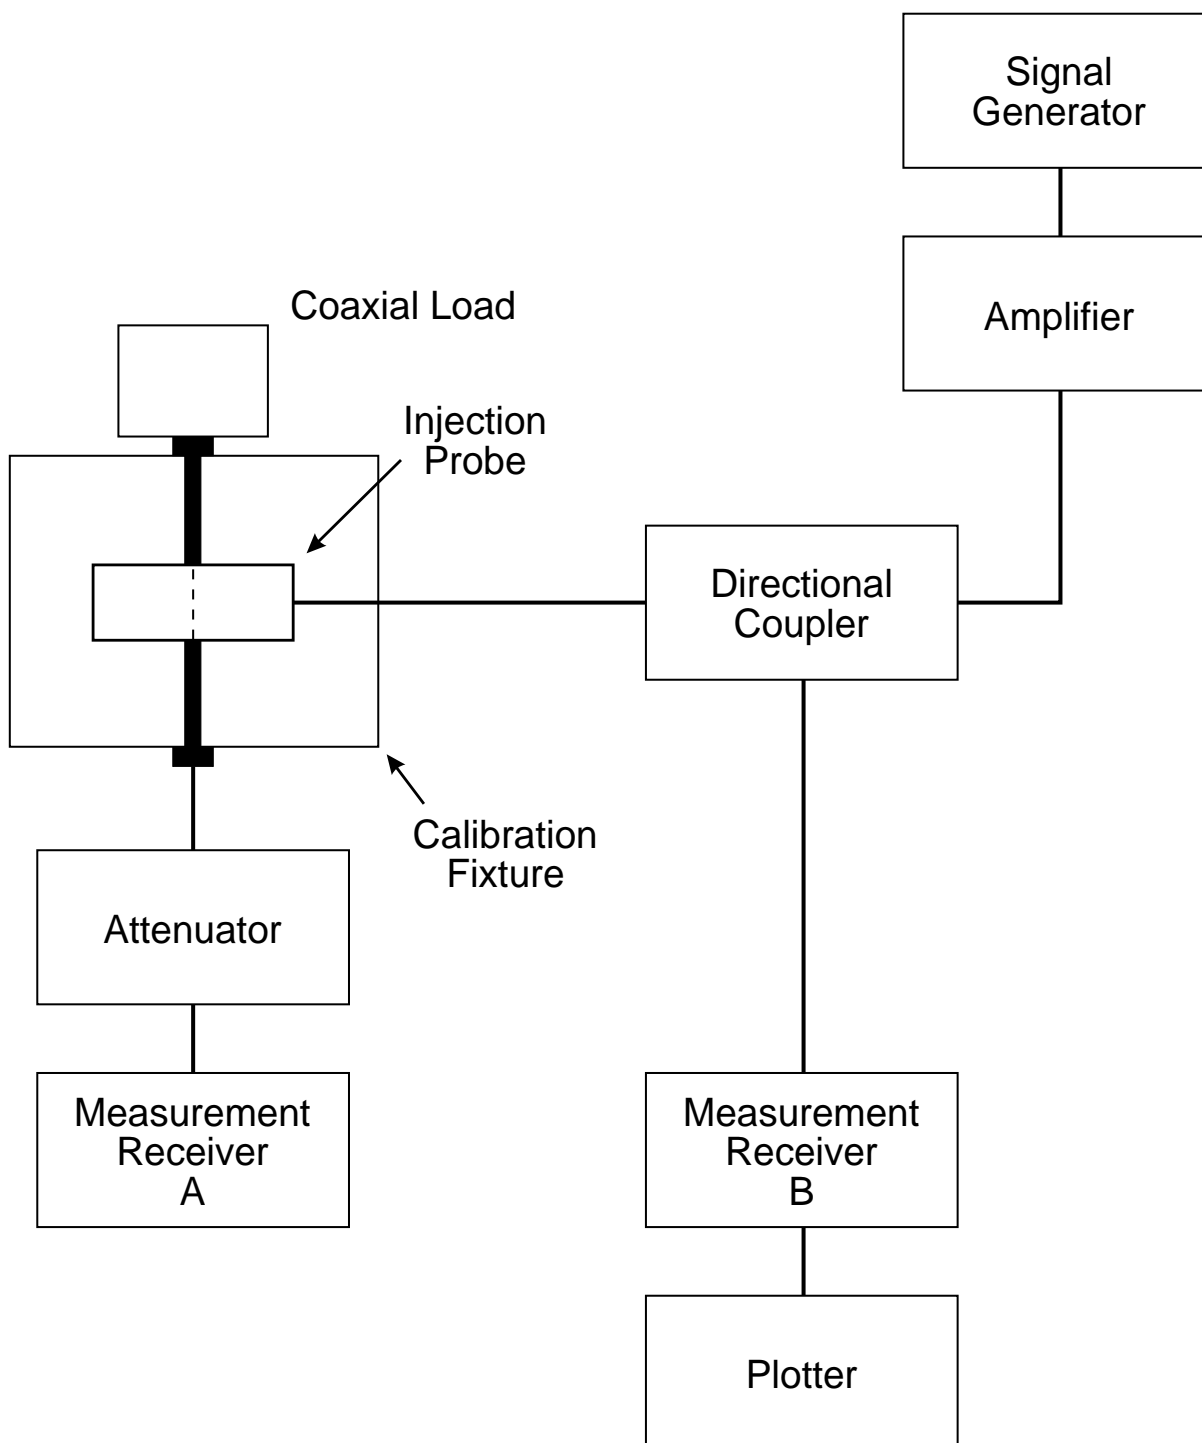 Signal
Generator
Amplifier
Coaxial Load
Injection
Probe
Directional
Coupler
Calibration
Fixture
Attenuator
Measurement
Receiver
A
Measurement
Receiver
B
Plotter